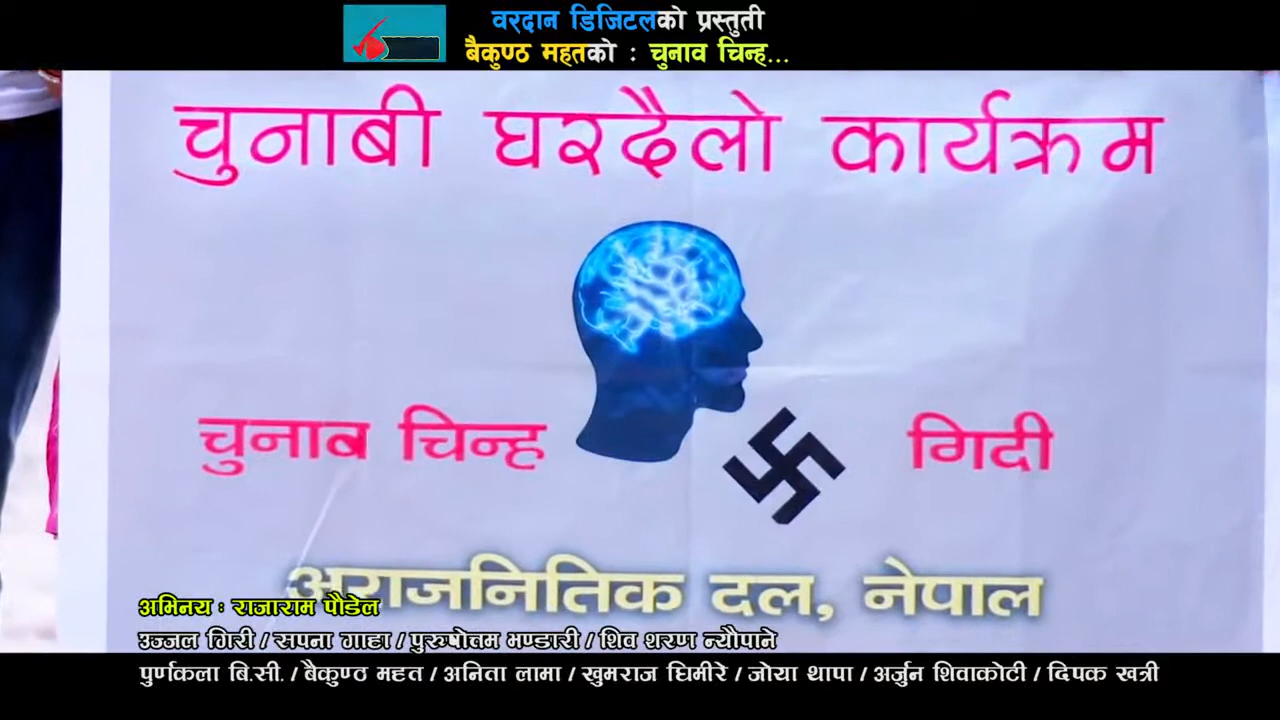 वरदान डिजिटलको प्रस्तुती
बैकुण्ठ महतको : चुनाव चिन्ह...
चुनाबी घरदैलो कार्यक्रम
चुनाब चिन्ह गिदी
अराजनितिक दल, नेपाल
अभिनय : राजाराम पौडेल
उज्जल गिरी / सपना गाहा / पुरुषोत्तम भण्डारी / शिव शरण न्यौपाने
पुर्णकला बि.सी. / बैकुण्ठ महत / अनिता लामा / खुमराज घिमीरे / जोया थापा / अर्जुन शिवाकोटी / दिपक खत्री